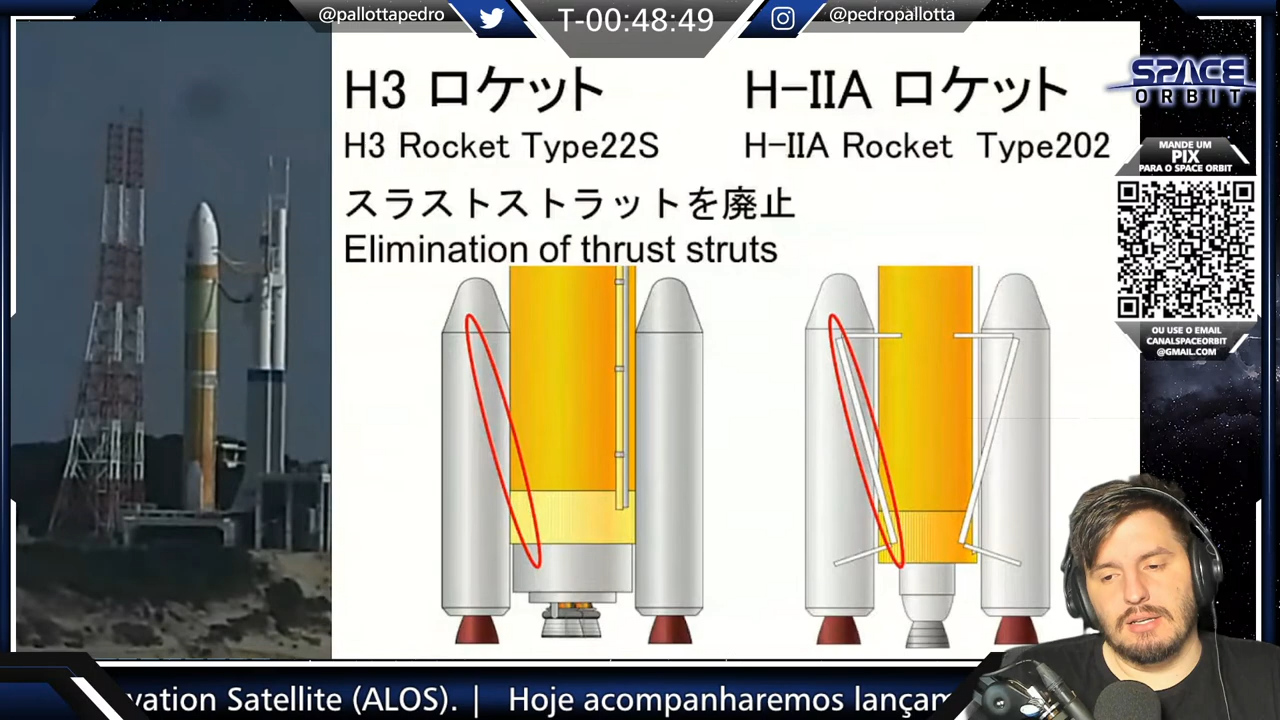 @pallottapedro
T-00:48:49
@pedropallotta
SPACE
ORBIT
H3 ロケット
H3 Rocket Type22S
H-IIA ロケット
H-IIA Rocket Type202
スラストストラットを廃止
Elimination of thrust struts
MANDE UM
PIX
PARA O SPACE ORBIT
OU USE O EMAIL
CANALSPACEORBIT
@GMAIL.COM
vation Satellite (ALOS). | Hoje acompanharemos lançam